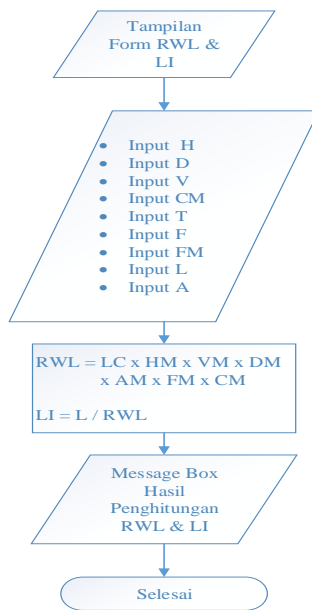 Tampilan
Form RWL &
LI
• Input H
• Input D
• Input V
• Input CM
• Input T
• Input F
• Input FM
• Input L
• Input A
RWL = LC x HM x VM x DM
x AM x FM x CM
LI = L / RWL
Message Box
Hasil
Penghitungan
RWL & LI
Selesai